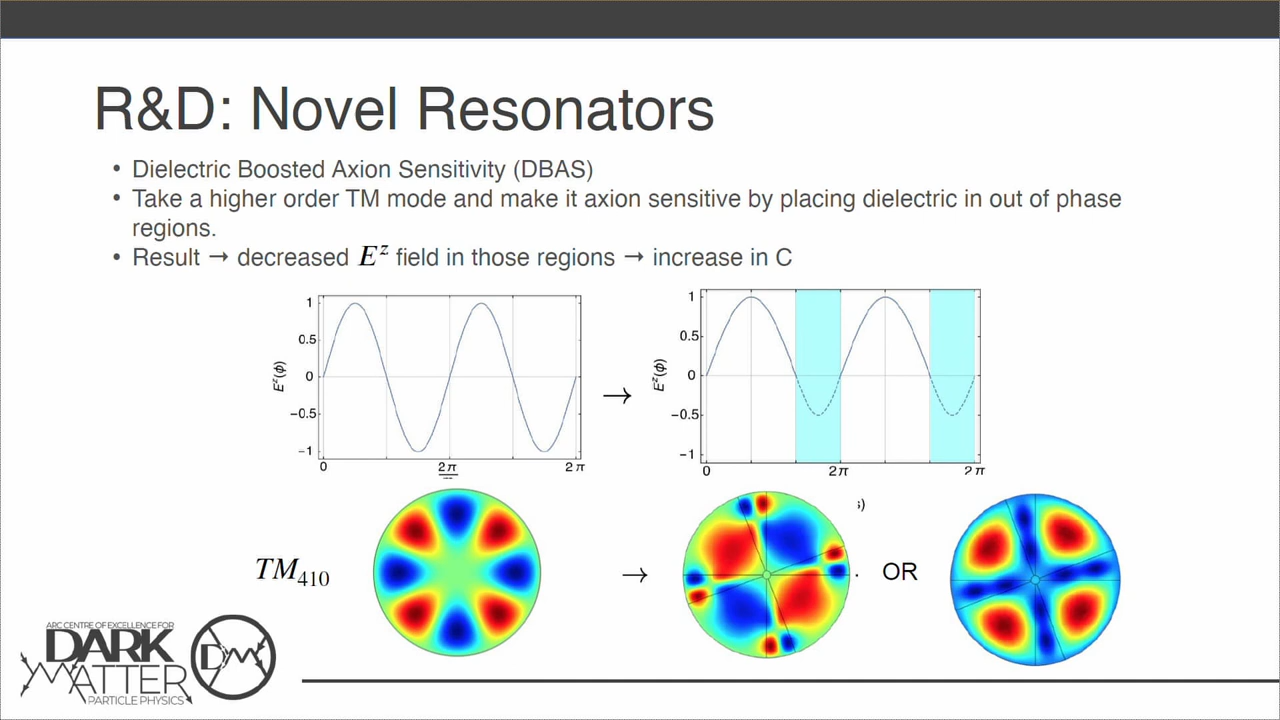 R&D: Novel Resonators
• Dielectric Boosted Axion Sensitivity (DBAS)
• Take a higher order TM mode and make it axion sensitive by placing dielectric in out of phase
regions.
• Result → decreased E^z field in those regions → increase in C
1
0.5
0
−0.5
−1
E^z(ϕ)
0
2π
2π
→
1
0.5
0
−0.5
−1
E^z(ϕ)
0
2π
2π
s)
TM410
→
OR
ARC CENTRE OF EXCELLENCE FOR
DARK
MATTER
PARTICLE PHYSICS
DM